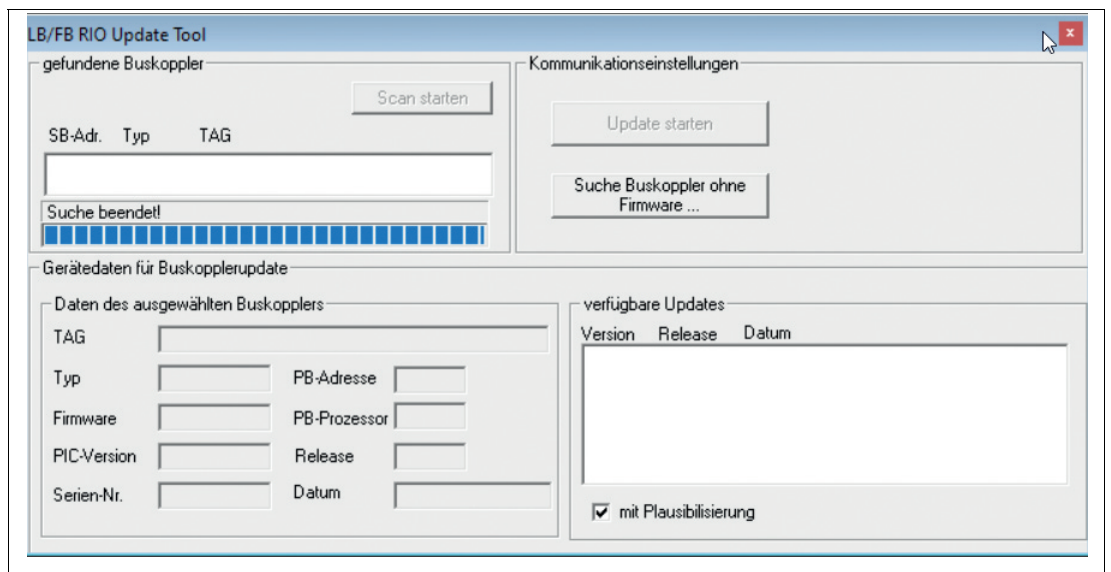 LB/FB RIO Update Tool
gefundene Buskoppler
Scan starten
SB-Adr. Typ TAG
Suche beendet!
Kommunikationseinstellungen
Update starten
Suche Buskoppler ohne
Firmware ...
Gerätedaten für Buskopplerupdate
Daten des ausgewählten Buskopplers
TAG
Typ PB-Adresse
Firmware PB-Prozessor
PIC-Version Release
Serien-Nr. Datum
verfügbare Updates
Version Release Datum
mit Plausibilisierung